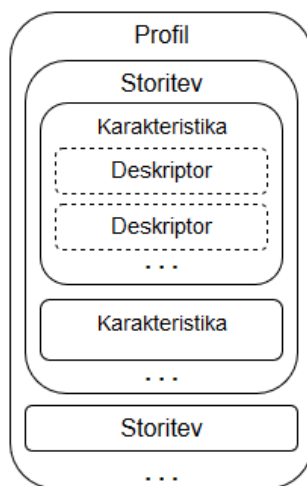 Profil
Storitev
Karakteristika
Deskriptor
Deskriptor
...
Karakteristika
...
Storitev
...